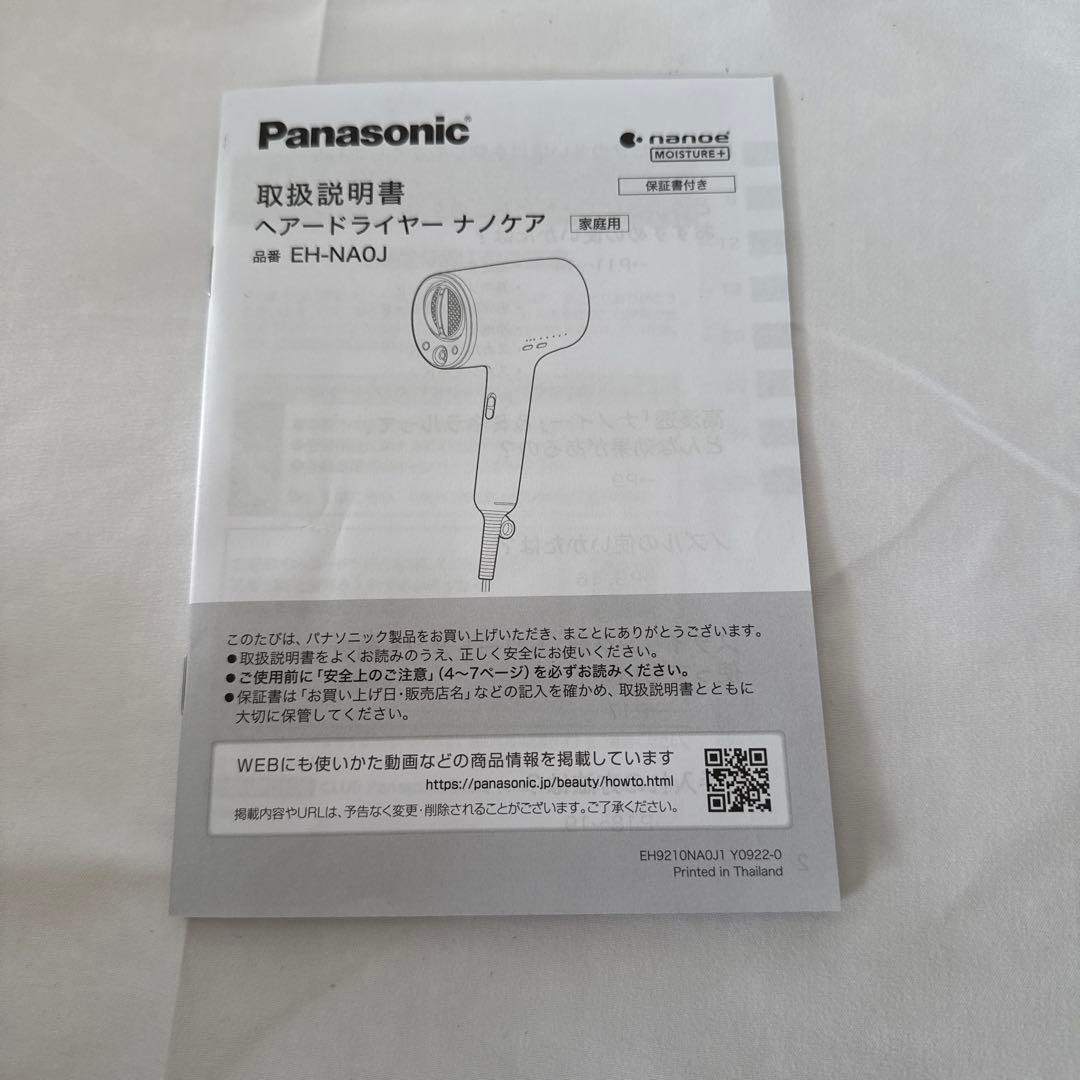 Panasonic®
nanoe™
MOISTURE+
保証書付き
取扱説明書
ヘアードライヤー ナノケア 家庭用
品番 EH-NA0J
このたびは、パナソニック製品をお買い上げいただき、まことにありがとうございます。
●取扱説明書をよくお読みのうえ、正しく安全にお使いください。
●ご使用前に「安全上のご注意」(4〜7ページ)を必ずお読みください。
●保証書は「お買い上げ日・販売店名」などの記入を確かめ、取扱説明書とともに
大切に保管してください。
WEBにも使いかた動画などの商品情報を掲載しています
https://panasonic.jp/beauty/howto.html
掲載内容やURLは、予告なく変更・削除されることがございます。ご了承ください。
EH9210NA0J1 Y0922-0
Printed in Thailand